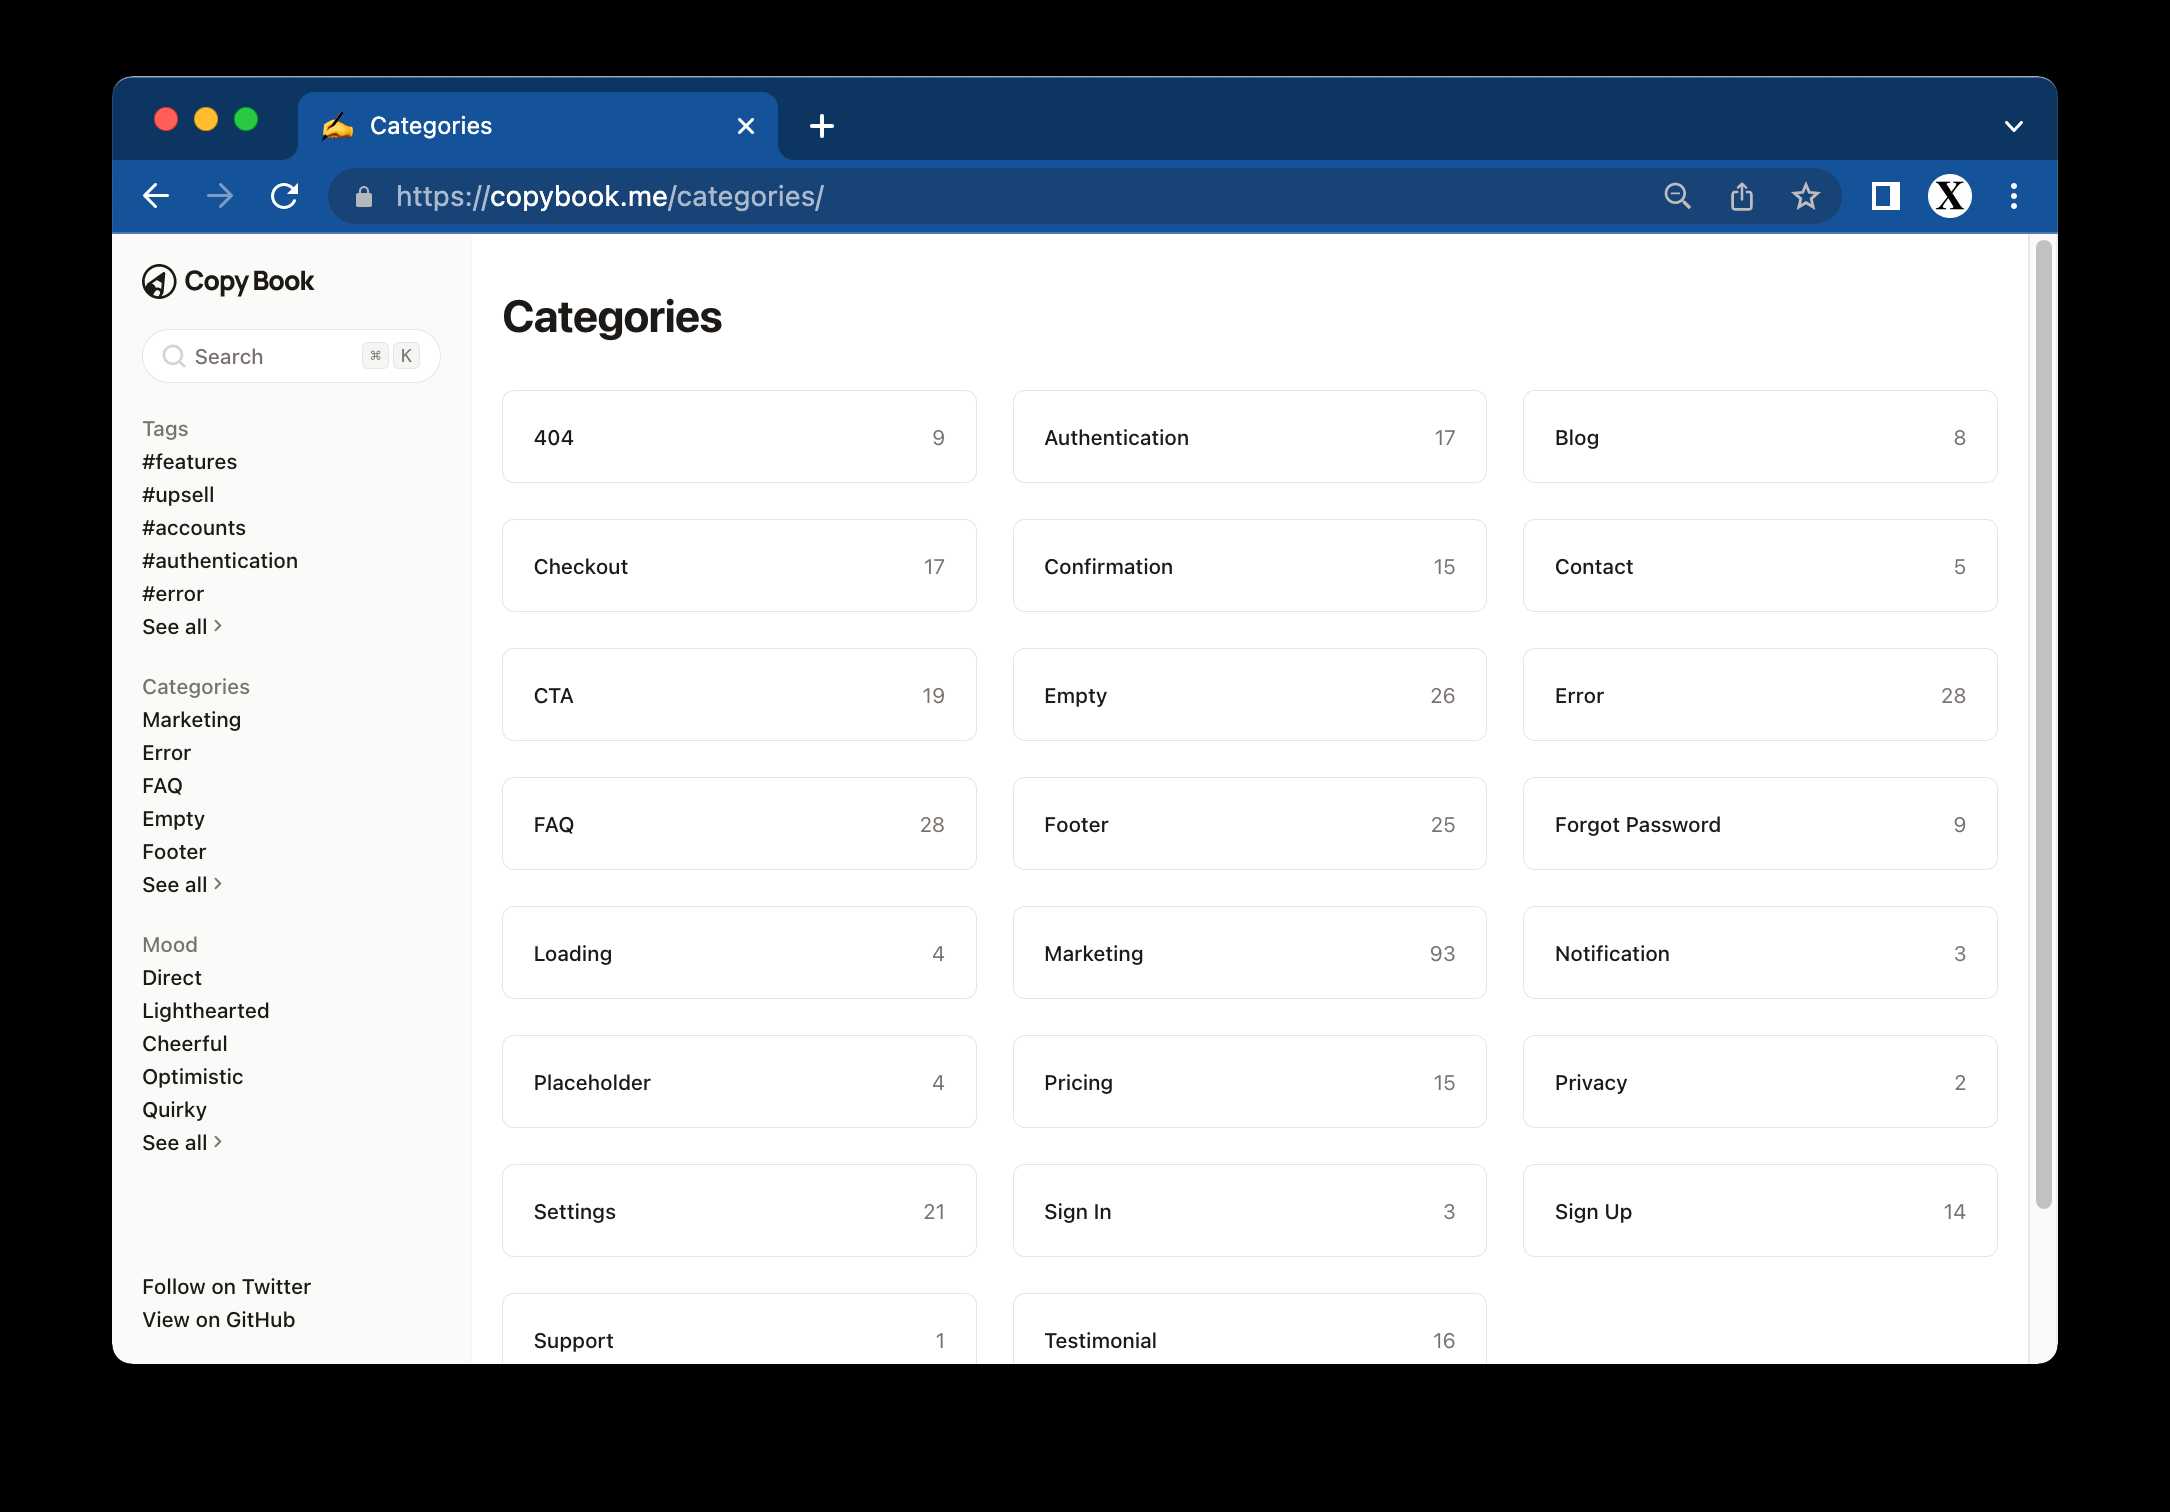 Categories
https://copybook.me/categories/
X
Copy Book
Search ⌘ K
Tags
#features
#upsell
#accounts
#authentication
#error
See all
Categories
Marketing
Error
FAQ
Empty
Footer
See all
Mood
Direct
Lighthearted
Cheerful
Optimistic
Quirky
See all
Follow on Twitter
View on GitHub
Categories
404 9
Authentication 17
Blog 8
Checkout 17
Confirmation 15
Contact 5
CTA 19
Empty 26
Error 28
FAQ 28
Footer 25
Forgot Password 9
Loading 4
Marketing 93
Notification 3
Placeholder 4
Pricing 15
Privacy 2
Settings 21
Sign In 3
Sign Up 14
Support 1
Testimonial 16